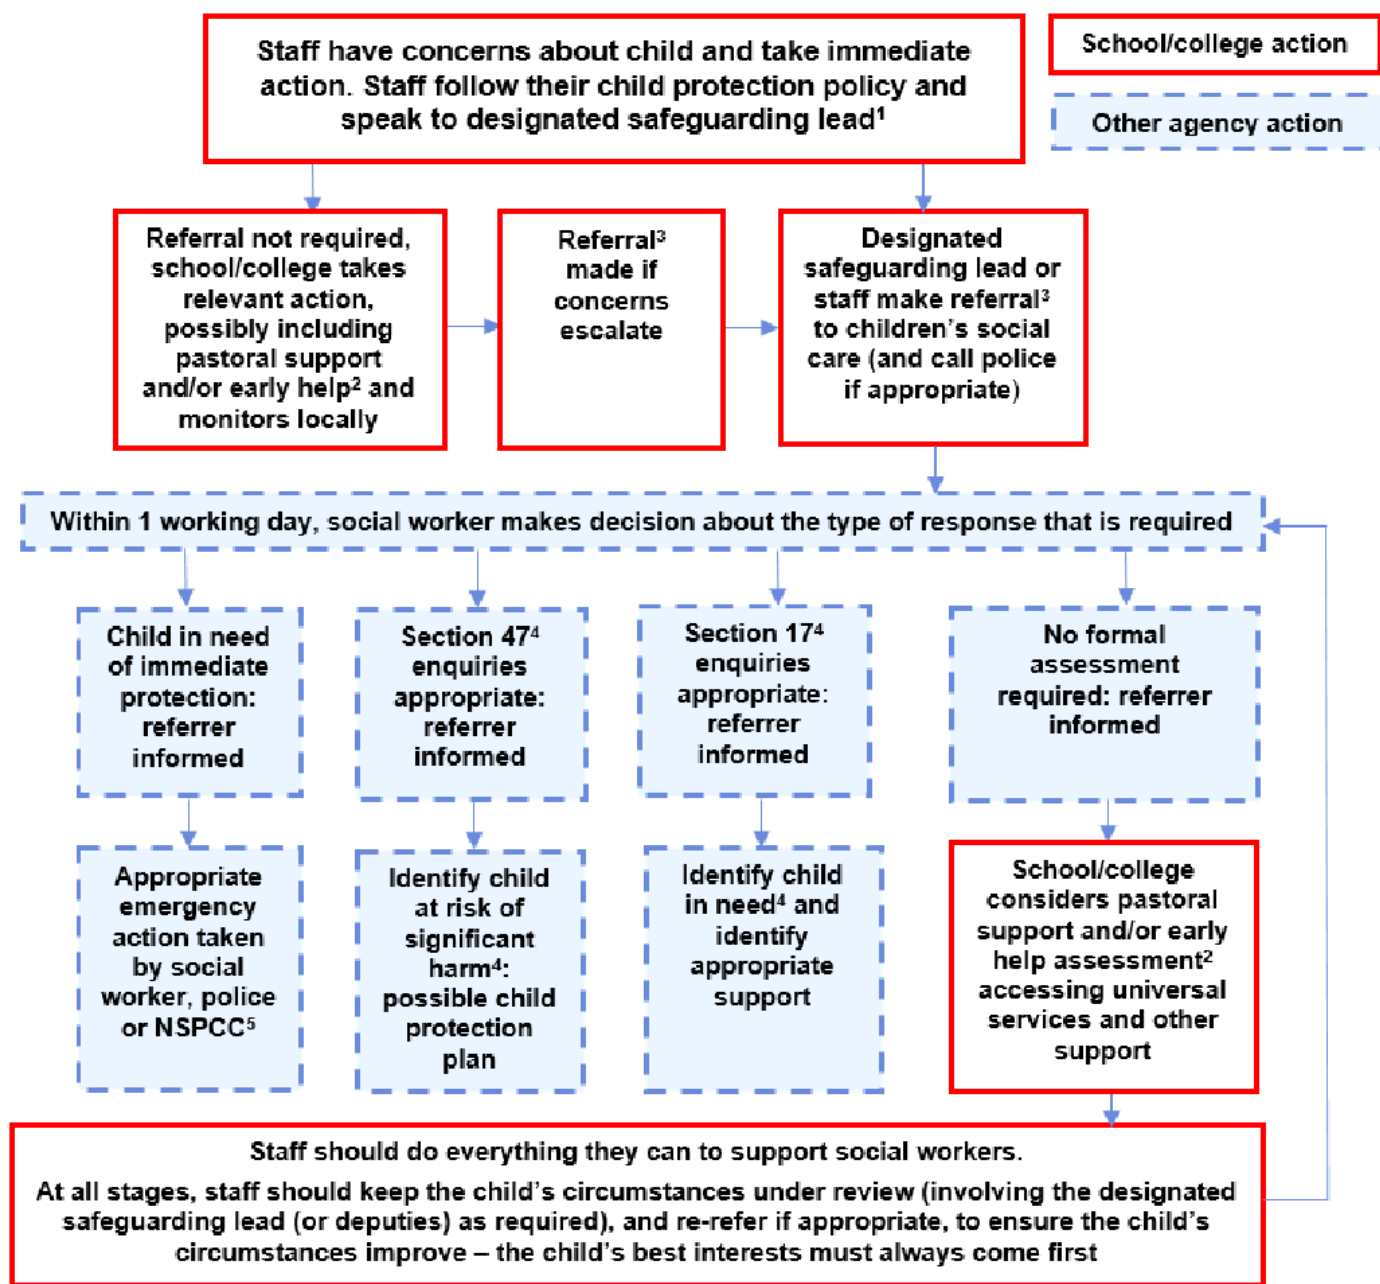 Staff have concerns about child and take immediate
action. Staff follow their child protection policy and
speak to designated safeguarding lead¹
School/college action
Other agency action
Referral not required,
school/college takes
relevant action,
possibly including
pastoral support
and/or early help² and
monitors locally
Referral³
made if
concerns
escalate
Designated
safeguarding lead or
staff make referral³
to children’s social
care (and call police
if appropriate)
Within 1 working day, social worker makes decision about the type of response that is required
Child in need
of immediate
protection:
referrer
informed
Section 47⁴
enquiries
appropriate:
referrer
informed
Section 17⁴
enquiries
appropriate:
referrer
informed
No formal
assessment
required: referrer
informed
Appropriate
emergency
action taken
by social
worker, police
or NSPCC⁵
Identify child
at risk of
significant
harm⁴:
possible child
protection
plan
Identify child
in need⁴ and
identify
appropriate
support
School/college
considers pastoral
support and/or early
help assessment²
accessing universal
services and other
support
Staff should do everything they can to support social workers.
At all stages, staff should keep the child’s circumstances under review (involving the designated
safeguarding lead (or deputies) as required), and re-refer if appropriate, to ensure the child’s
circumstances improve – the child’s best interests must always come first